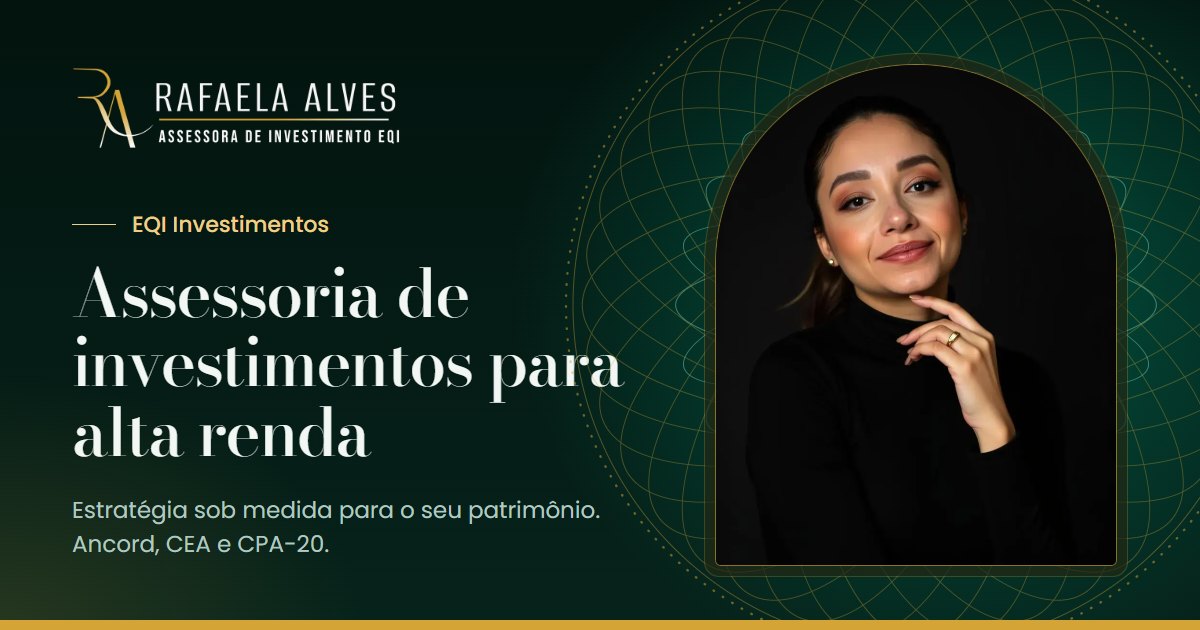 RA RAFAELA ALVES
ASSESSORA DE INVESTIMENTO EQI
EQI Investimentos
Assessoria de
investimentos para
alta renda
Estratégia sob medida para o seu patrimônio.
Ancord, CEA e CPA-20.